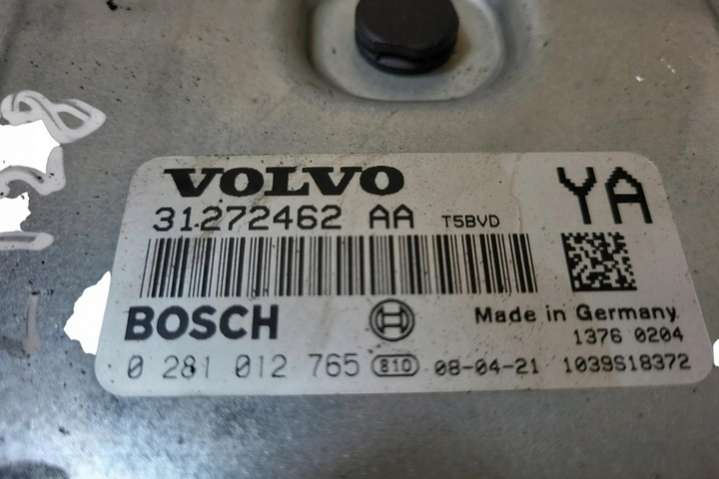 VOLVO
YA
31272462 AA T5BVD
BOSCH
Made in Germany
1376 0204
0 281 012 765 810 08-04-21 1039S18372